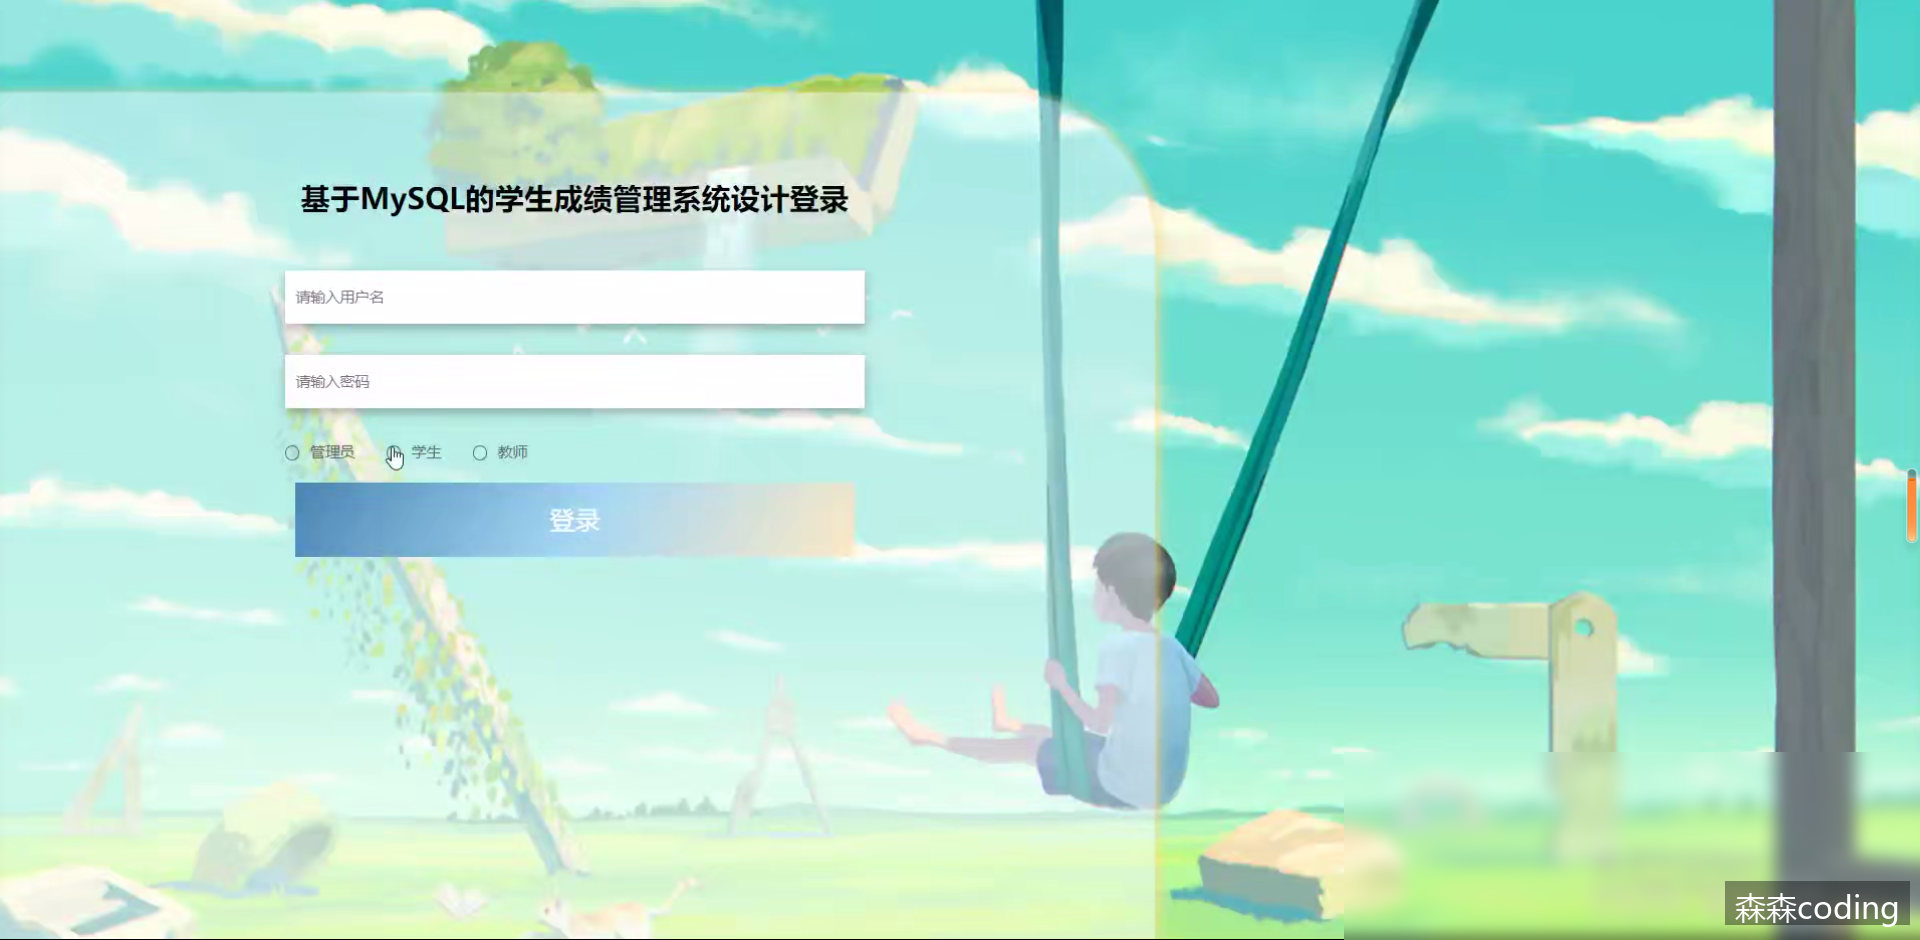 基于MySQL的学生成绩管理系统设计登录
请输入用户名
请输入密码
管理员 学生 教师
登录
森森coding